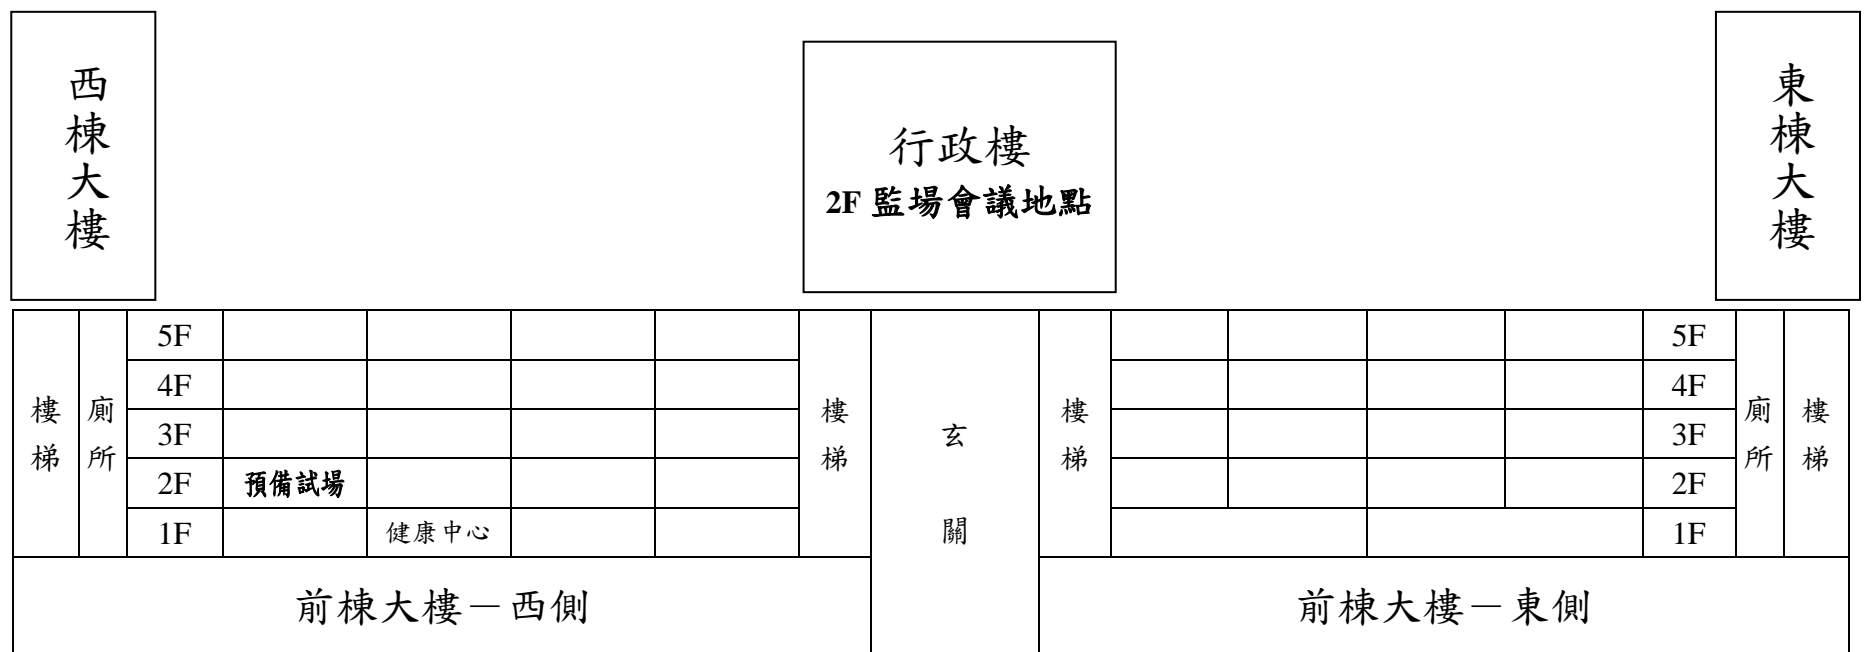 西棟大樓
行政樓
2F 監場會議地點
東棟大樓
樓梯
廁所
5F
4F
3F
2F 預備試場
1F 健康中心
樓梯
玄關
樓梯
5F
4F
3F
2F
1F
廁所
樓梯
前棟大樓－西側
前棟大樓－東側